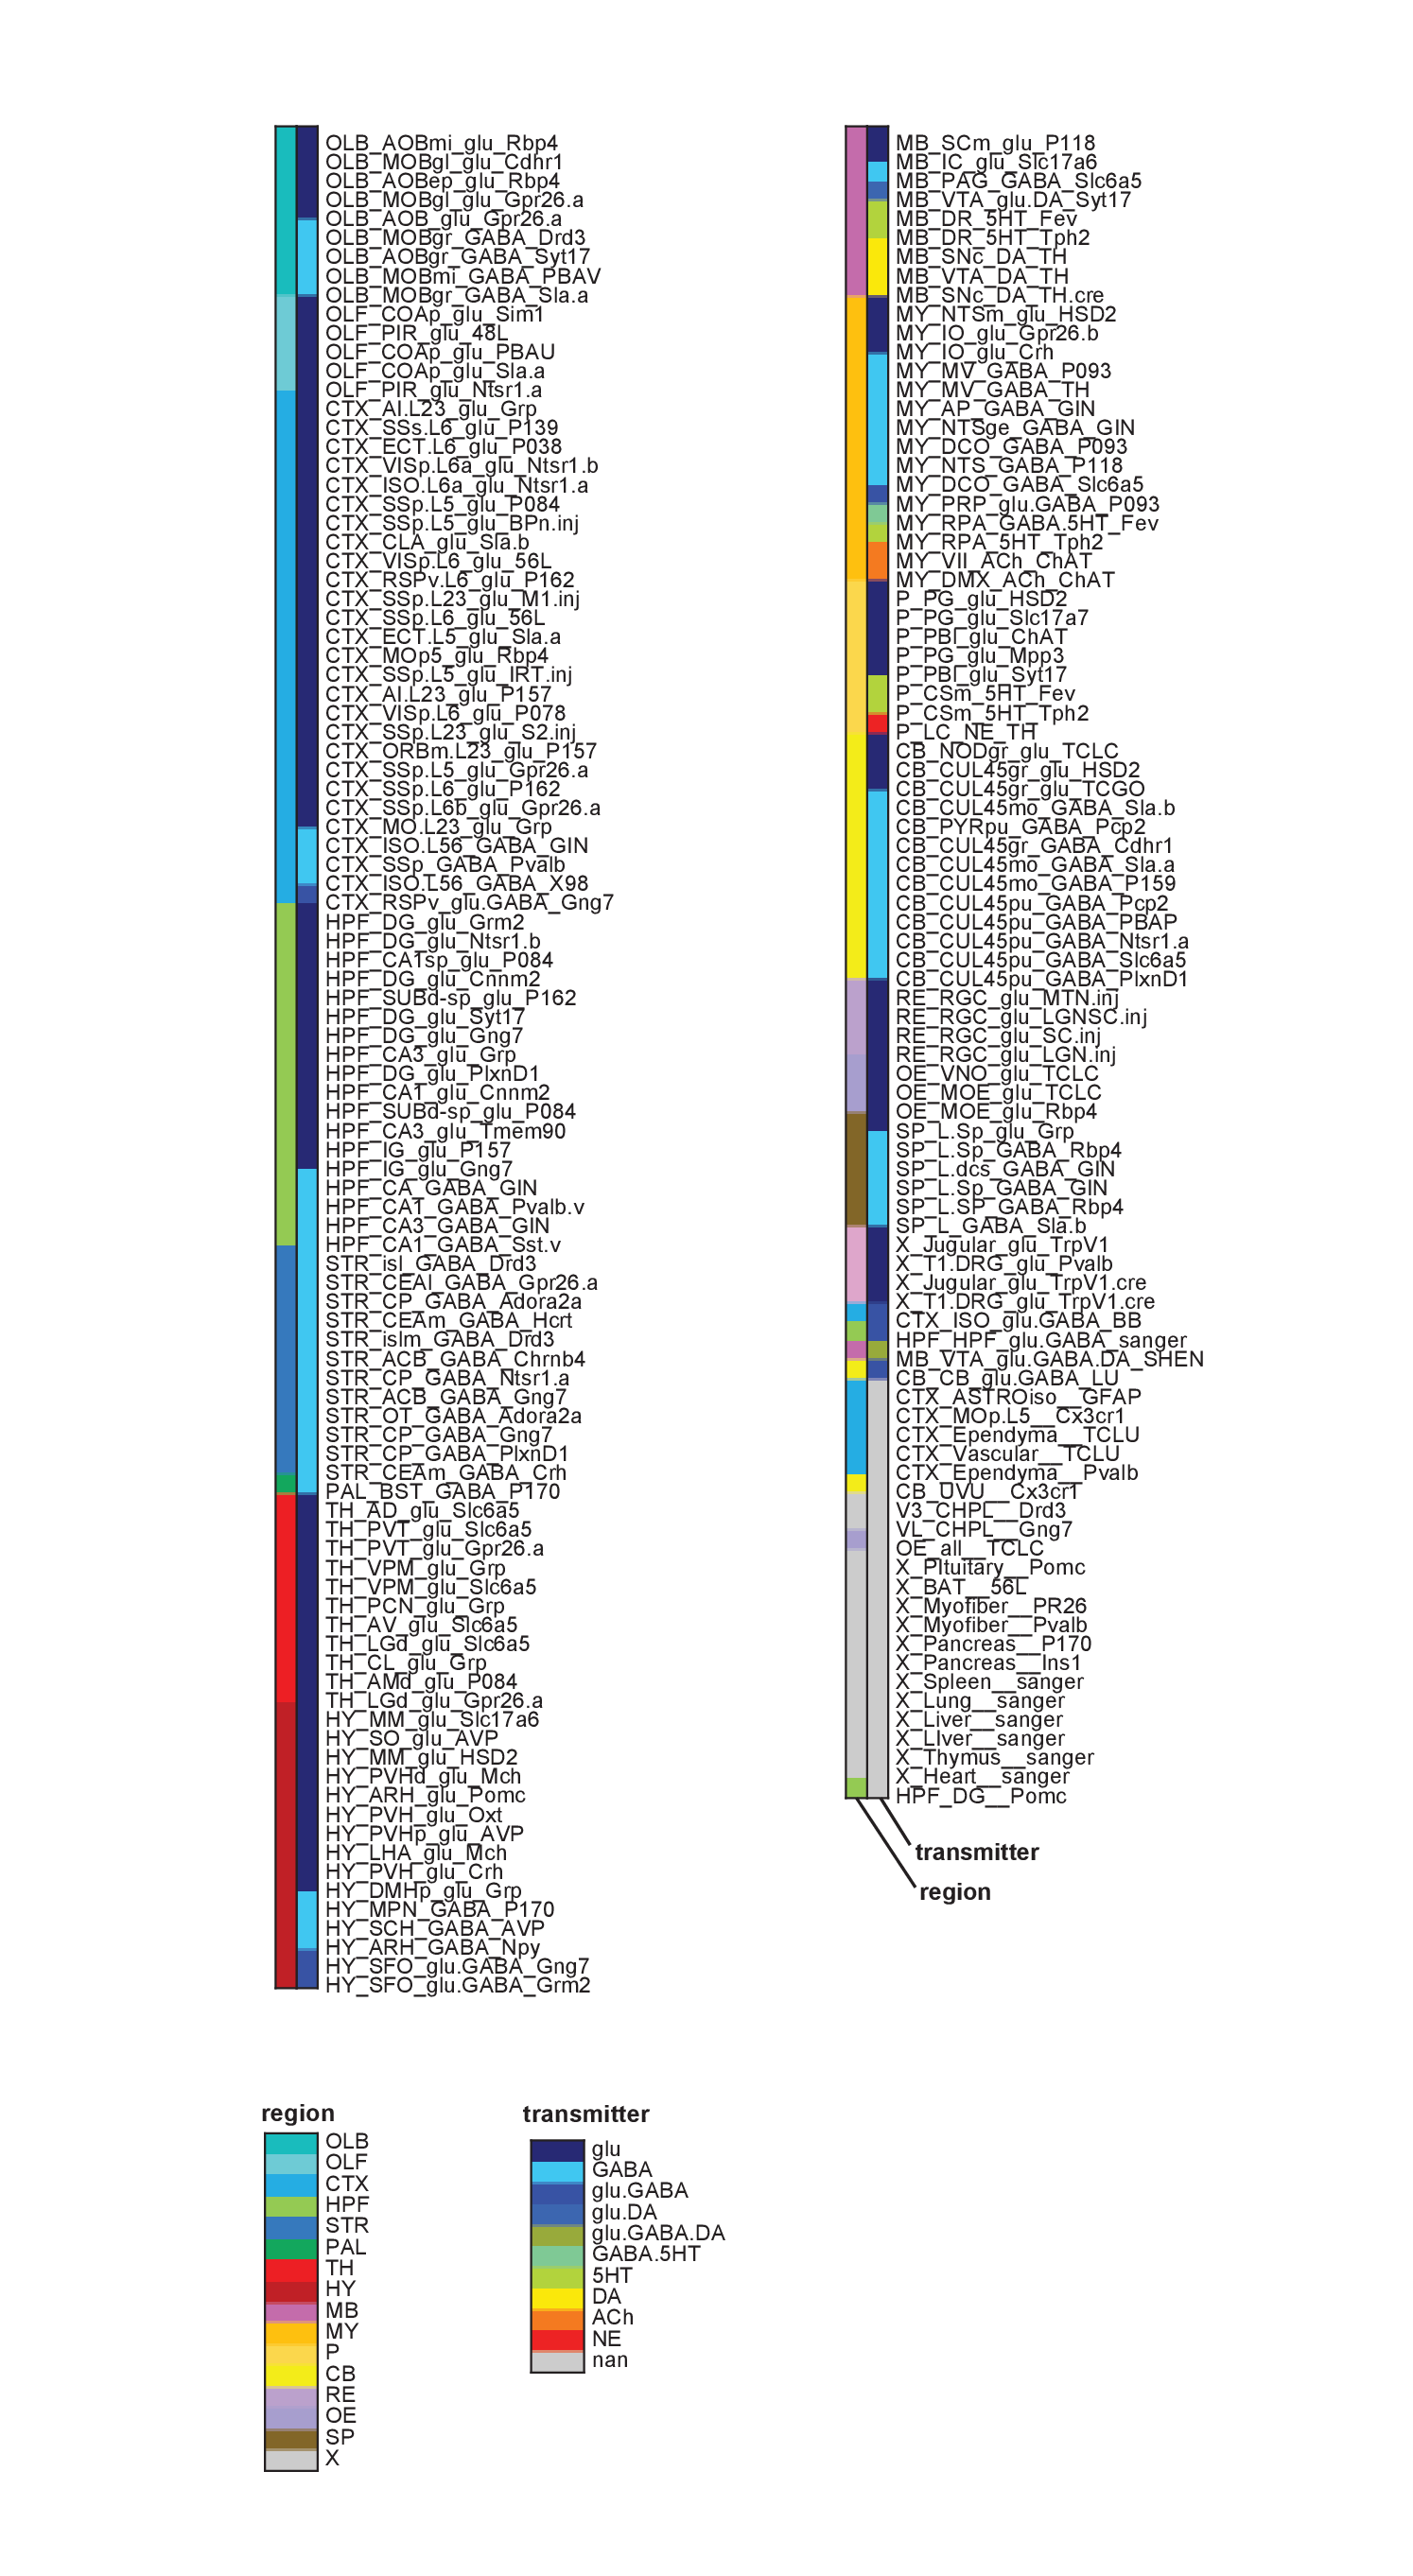 OLB_AOBmi_glu_Rbp4
OLB_MOBgl_glu_Cdhr1
OLB_AOBep_glu_Rbp4
OLB_MOBgl_glu_Gpr26.a
OLB_AOB_glu_Gpr26.a
OLB_MOBgr_GABA_Drd3
OLB_AOBgr_GABA_Syt17
OLB_MOBmi_GABA_PBAV
OLB_MOBgr_GABA_Sla.a
OLF_COAp_glu_Sim1
OLF_PIR_glu_48L
OLF_COAp_glu_PBAU
OLF_COAp_glu_Sla.a
OLF_PIR_glu_Ntsr1.a
CTX_AI.L23_glu_Grp
CTX_SSs.L6_glu_P139
CTX_ECT.L6_glu_P038
CTX_VISp.L6a_glu_Ntsr1.b
CTX_ISO.L6a_glu_Ntsr1.a
CTX_SSp.L5_glu_P084
CTX_SSp.L5_glu_BPn.inj
CTX_CLA_glu_Sla.b
CTX_VISp.L6_glu_56L
CTX_RSPv.L6_glu_P162
CTX_SSp.L23_glu_M1.inj
CTX_SSp.L6_glu_56L
CTX_ECT.L5_glu_Sla.a
CTX_MOp5_glu_Rbp4
CTX_SSp.L5_glu_IRT.inj
CTX_AI.L23_glu_P157
CTX_VISp.L6_glu_P078
CTX_SSp.L23_glu_S2.inj
CTX_ORBm.L23_glu_P157
CTX_SSp.L5_glu_Gpr26.a
CTX_SSp.L6_glu_P162
CTX_SSp.L6b_glu_Gpr26.a
CTX_MO.L23_glu_Grp
CTX_ISO.L56_GABA_GIN
CTX_SSp_GABA_Pvalb
CTX_ISO.L56_GABA_X98
CTX_RSPv_glu.GABA_Gng7
HPF_DG_glu_Grm2
HPF_DG_glu_Ntsr1.b
HPF_CA1sp_glu_P084
HPF_DG_glu_Cnnm2
HPF_SUBd-sp_glu_P162
HPF_DG_glu_Syt17
HPF_DG_glu_Gng7
HPF_CA3_glu_Grp
HPF_DG_glu_PlxnD1
HPF_CA1_glu_Cnnm2
HPF_SUBd-sp_glu_P084
HPF_CA3_glu_Tmem90
HPF_IG_glu_P157
HPF_IG_glu_Gng7
HPF_CA_GABA_GIN
HPF_CA1_GABA_Pvalb.v
HPF_CA3_GABA_GIN
HPF_CA1_GABA_Sst.v
STR_isl_GABA_Drd3
STR_CEAl_GABA_Gpr26.a
STR_CP_GABA_Adora2a
STR_CEAm_GABA_Hcrt
STR_islm_GABA_Drd3
STR_ACB_GABA_Chrnb4
STR_CP_GABA_Ntsr1.a
STR_ACB_GABA_Gng7
STR_OT_GABA_Adora2a
STR_CP_GABA_Gng7
STR_CP_GABA_PlxnD1
STR_CEAm_GABA_Crh
PAL_BST_GABA_P170
TH_AD_glu_Slc6a5
TH_PVT_glu_Slc6a5
TH_PVT_glu_Gpr26.a
TH_VPM_glu_Grp
TH_VPM_glu_Slc6a5
TH_PCN_glu_Grp
TH_AV_glu_Slc6a5
TH_LGd_glu_Slc6a5
TH_CL_glu_Grp
TH_AMd_glu_P084
TH_LGd_glu_Gpr26.a
HY_MM_glu_Slc17a6
HY_SO_glu_AVP
HY_MM_glu_HSD2
HY_PVHd_glu_Mch
HY_ARH_glu_Pomc
HY_PVH_glu_Oxt
HY_PVHp_glu_AVP
HY_LHA_glu_Mch
HY_PVH_glu_Crh
HY_DMHp_glu_Grp
HY_MPN_GABA_P170
HY_SCH_GABA_AVP
HY_ARH_GABA_Npy
HY_SFO_glu.GABA_Gng7
HY_SFO_glu.GABA_Grm2
MB_SCm_glu_P118
MB_IC_glu_Slc17a6
MB_PAG_GABA_Slc6a5
MB_VTA_glu.DA_Syt17
MB_DR_5HT_Fev
MB_DR_5HT_Tph2
MB_SNc_DA_TH
MB_VTA_DA_TH
MB_SNc_DA_TH.cre
MY_NTSm_glu_HSD2
MY_IO_glu_Gpr26.b
MY_IO_glu_Crh
MY_MV_GABA_P093
MY_MV_GABA_TH
MY_AP_GABA_GIN
MY_NTSge_GABA_GIN
MY_DCO_GABA_P093
MY_NTS_GABA_P118
MY_DCO_GABA_Slc6a5
MY_PRP_glu.GABA_P093
MY_RPA_GABA.5HT_Fev
MY_RPA_5HT_Tph2
MY_VII_ACh_ChAT
MY_DMX_ACh_ChAT
P_PG_glu_HSD2
P_PG_glu_Slc17a7
P_PBl_glu_ChAT
P_PG_glu_Mpp3
P_PBl_glu_Syt17
P_CSm_5HT_Fev
P_CSm_5HT_Tph2
P_LC_NE_TH
CB_NODgr_glu_TCLC
CB_CUL45gr_glu_HSD2
CB_CUL45gr_glu_TCGO
CB_CUL45mo_GABA_Sla.b
CB_PYRpu_GABA_Pcp2
CB_CUL45gr_GABA_Cdhr1
CB_CUL45mo_GABA_Sla.a
CB_CUL45mo_GABA_P159
CB_CUL45pu_GABA_Pcp2
CB_CUL45pu_GABA_PBAP
CB_CUL45pu_GABA_Ntsr1.a
CB_CUL45pu_GABA_Slc6a5
CB_CUL45pu_GABA_PlxnD1
RE_RGC_glu_MTN.inj
RE_RGC_glu_LGNSC.inj
RE_RGC_glu_SC.inj
RE_RGC_glu_LGN.inj
OE_VNO_glu_TCLC
OE_MOE_glu_TCLC
OE_MOE_glu_Rbp4
SP_L.Sp_glu_Grp
SP_L.Sp_GABA_Rbp4
SP_L.dcs_GABA_GIN
SP_L.Sp_GABA_GIN
SP_L.SP_GABA_Rbp4
SP_L_GABA_Sla.b
X_Jugular_glu_TrpV1
X_T1.DRG_glu_Pvalb
X_Jugular_glu_TrpV1.cre
X_T1.DRG_glu_TrpV1.cre
CTX_ISO_glu.GABA_BB
HPF_HPF_glu.GABA_sanger
MB_VTA_glu.GABA.DA_SHEN
CB_CB_glu.GABA_LU
CTX_ASTROiso__GFAP
CTX_MOp.L5__Cx3cr1
CTX_Ependyma__TCLU
CTX_Vascular__TCLU
CTX_Ependyma__Pvalb
CB_UVU__Cx3cr1
V3_CHPL__Drd3
VL_CHPL__Gng7
OE_all__TCLC
X_PItuitary__Pomc
X_BAT__56L
X_Myofiber__PR26
X_Myofiber__Pvalb
X_Pancreas__P170
X_Pancreas__Ins1
X_Spleen__sanger
X_Lung__sanger
X_Liver__sanger
X_LIver__sanger
X_Thymus__sanger
X_Heart__sanger
HPF_DG__Pomc
transmitter
region
region
OLB
OLF
CTX
HPF
STR
PAL
TH
HY
MB
MY
P
CB
RE
OE
SP
X
transmitter
glu
GABA
glu.GABA
glu.DA
glu.GABA.DA
GABA.5HT
5HT
DA
ACh
NE
nan